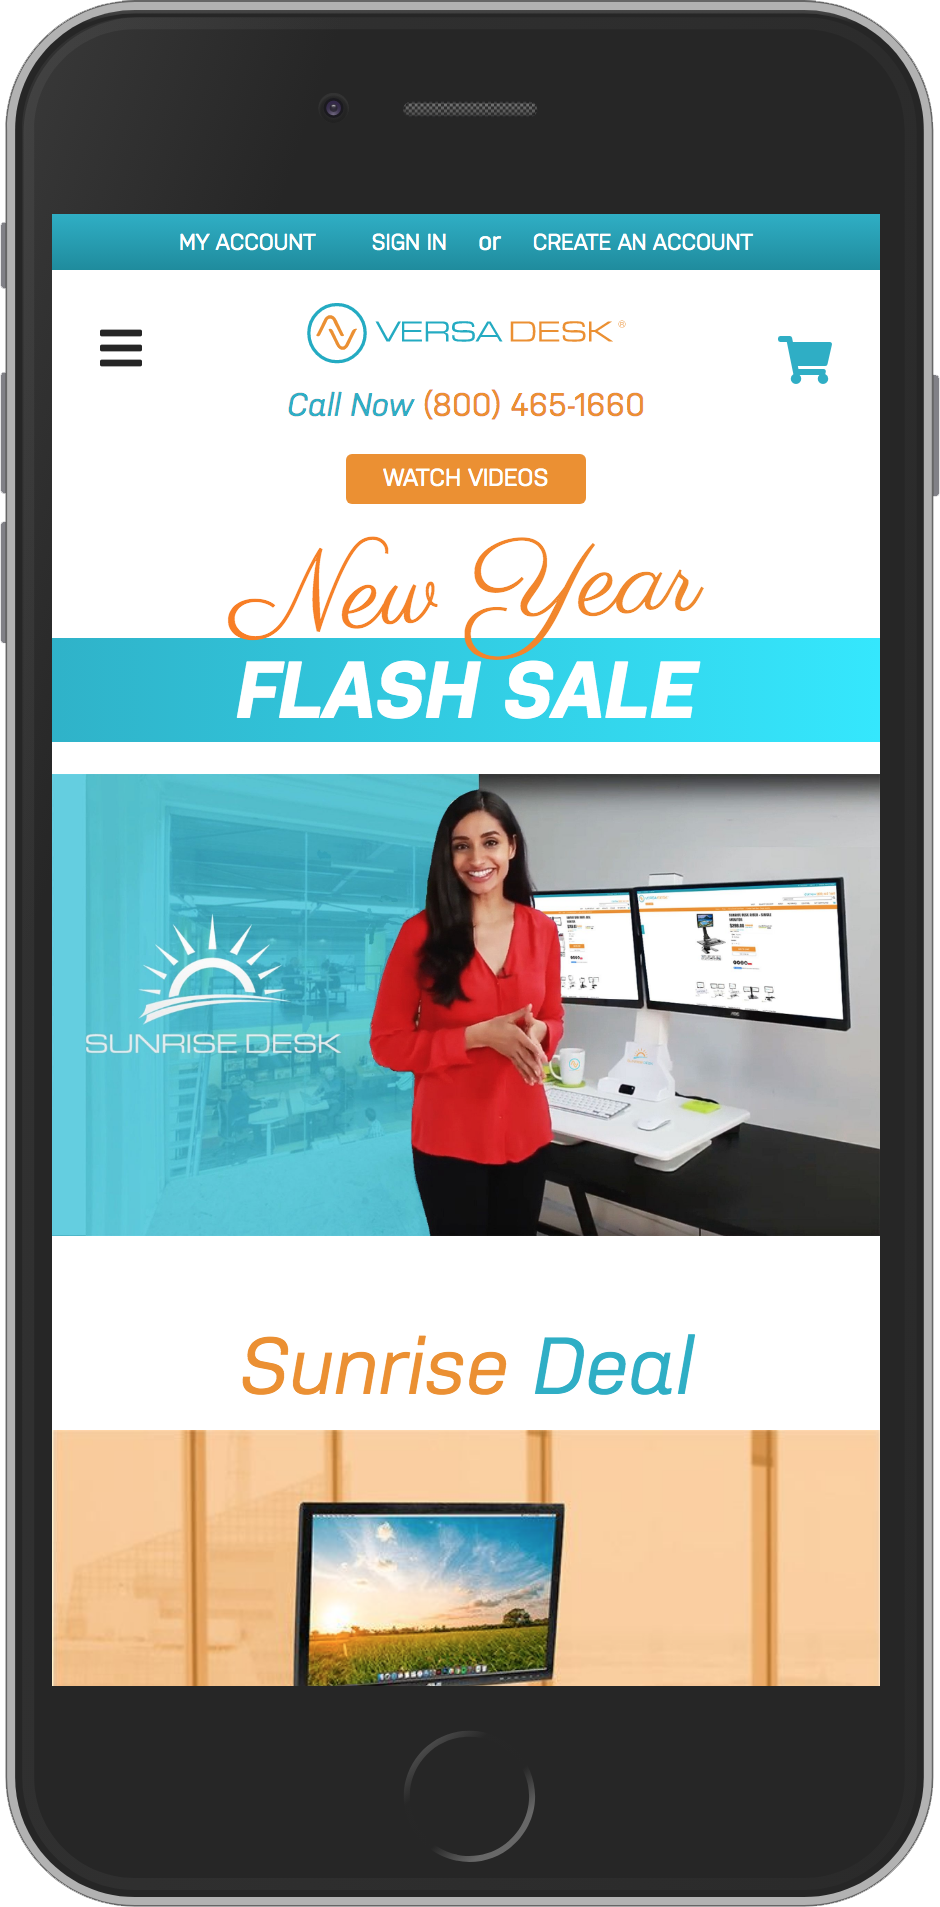 MY ACCOUNT SIGN IN or CREATE AN ACCOUNT
VERSA DESK®
Call Now (800) 465-1660
WATCH VIDEOS
New Year
FLASH SALE
SUNRISE DESK
Sunrise Deal